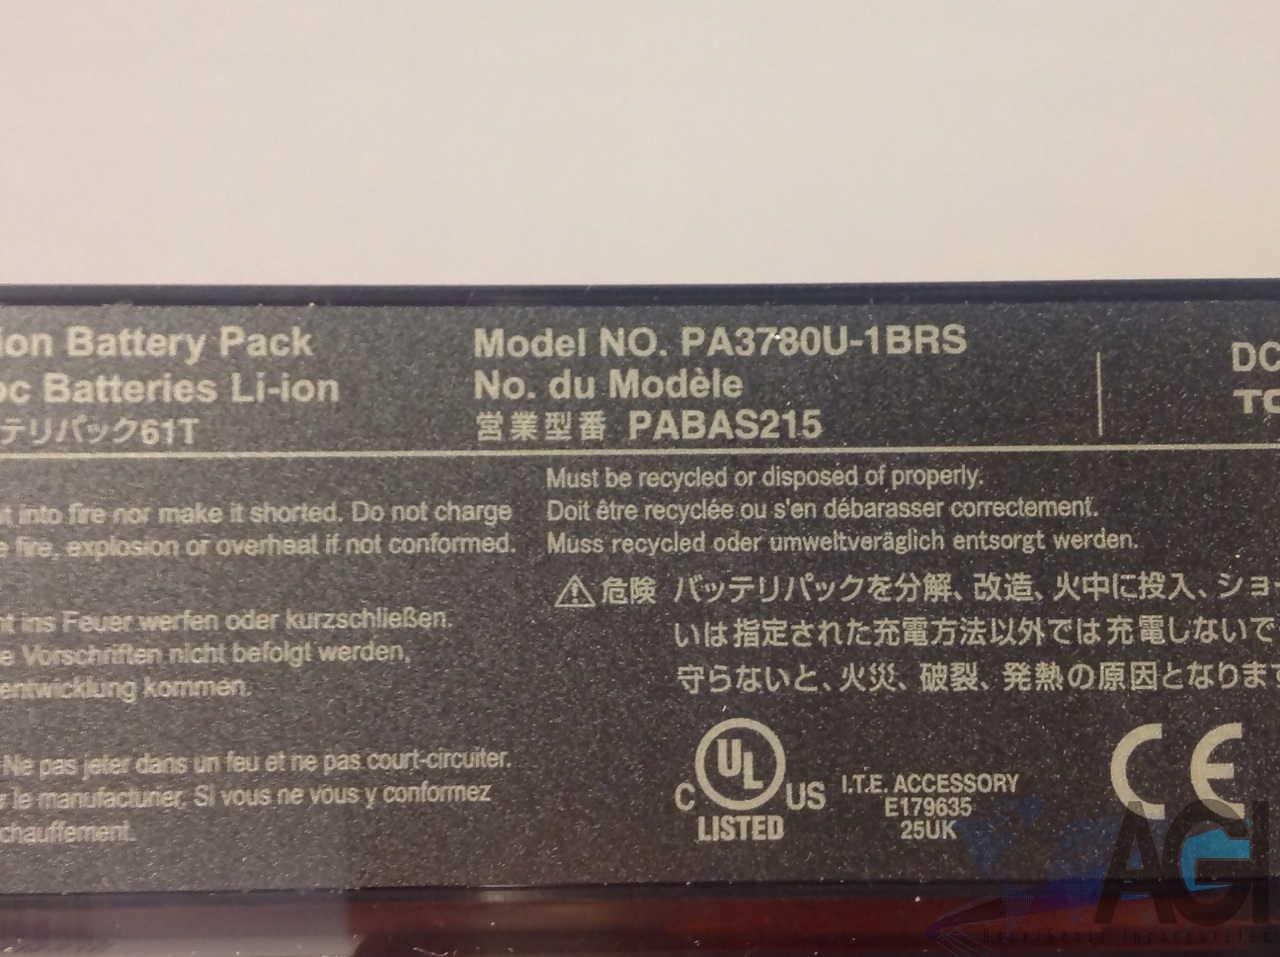 ion Battery Pack
oc Batteries Li-ion
テリパック61T
Model NO. PA3780U-1BRS
No. du Modèle
営業型番 PABAS215
DC
TO
into fire nor make it shorted. Do not charge
fire, explosion or overheat if not conformed.
ins Feuer werfen oder kurzschließen.
Vorschriften nicht befolgt werden,
entwicklung kommen.
Ne pas jeter dans un feu et ne pas court-circuiter.
le manufacturier, Si vous ne vous y conformez
chauffement.
Must be recycled or disposed of properly.
Doit être recyclée ou s'en débarasser correctement.
Muss recycled oder umweltveräglich entsorgt werden.
⚠危険 バッテリパックを分解、改造、火中に投入、ショ
いは指定された充電方法以外では充電しないで
守らないと、火災、破裂、発熱の原因となります
C UL US
LISTED
I.T.E. ACCESSORY
E179635
25UK
CE
AGI
AsserGenie Incorporated